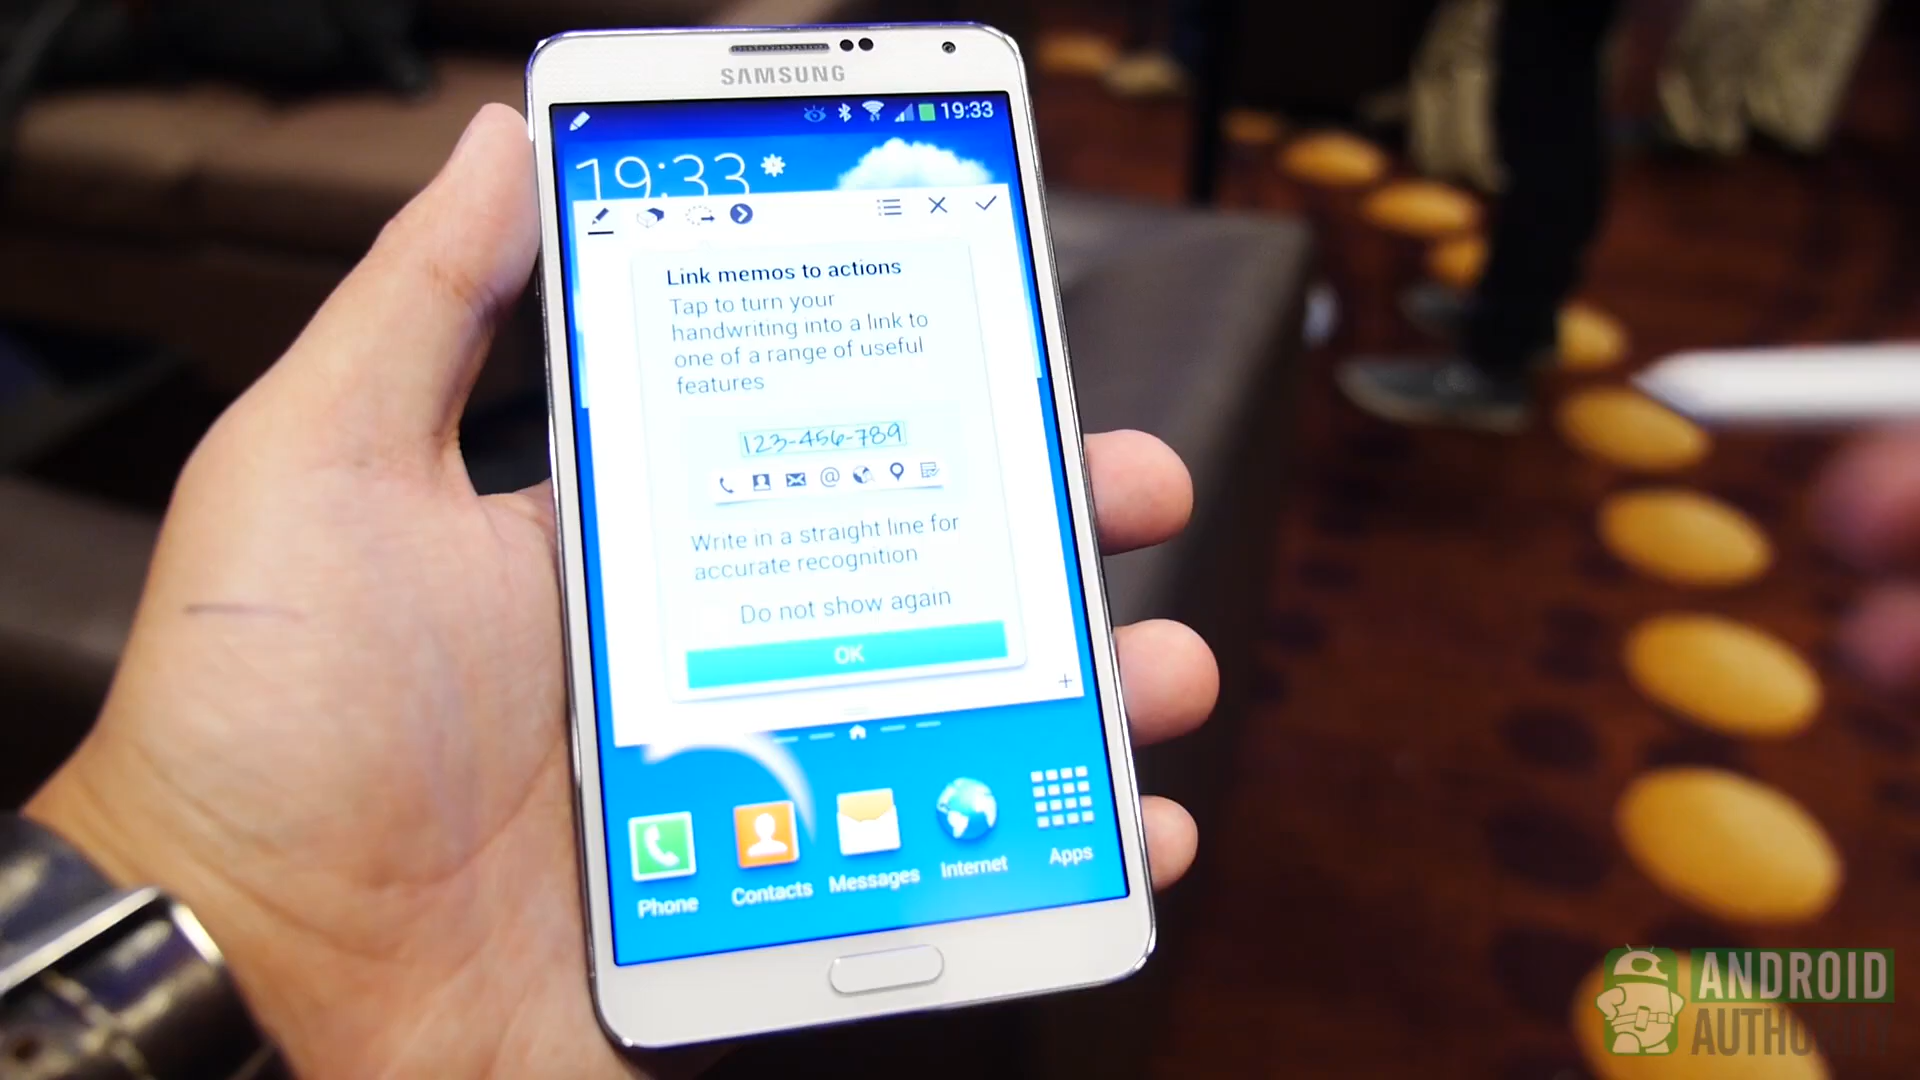 SAMSUNG
19:33
19:33
Link memos to actions
Tap to turn your
handwriting into a link to
one of a range of useful
features
123-456-789
Write in a straight line for
accurate recognition
Do not show again
OK
Phone
Contacts
Messages
Internet
Apps
ANDROID
AUTHORITY